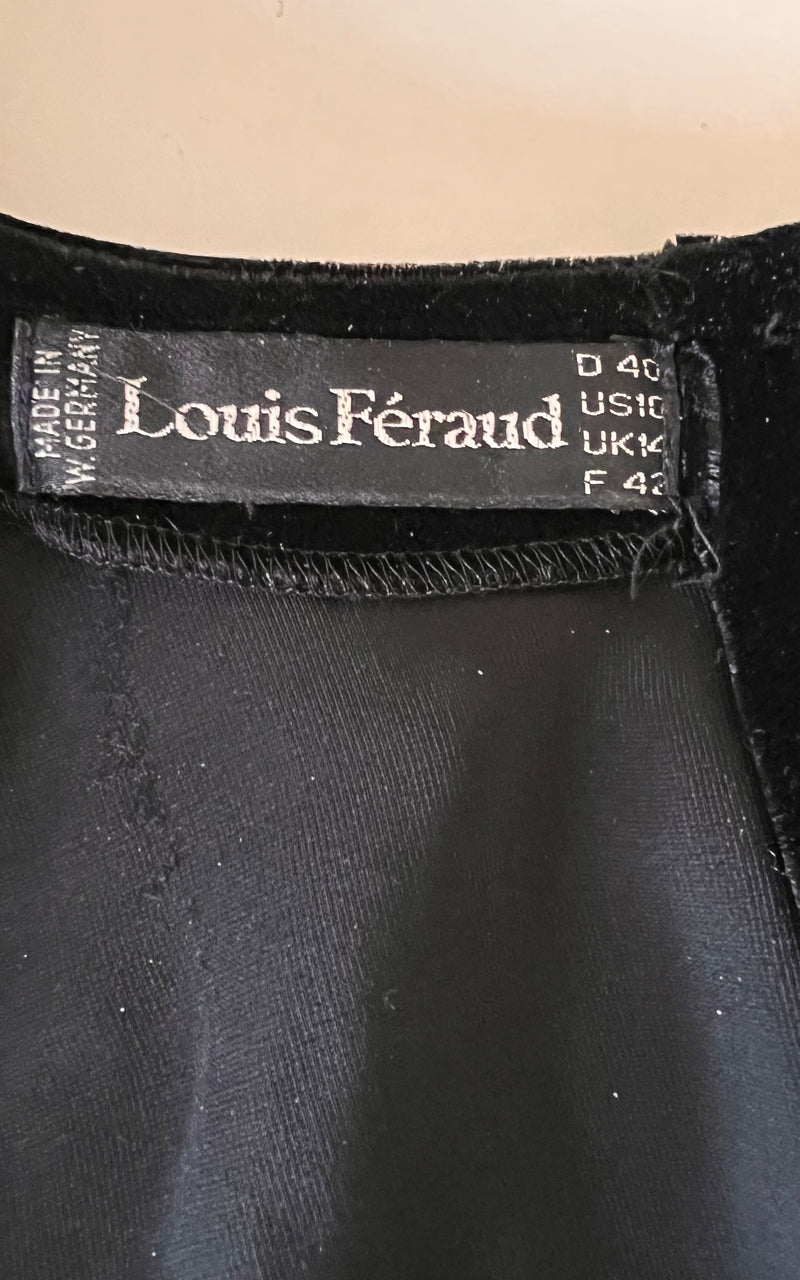 MADE IN
W.GERMANY
Louis Féraud
D 40
US10
UK14
F 42